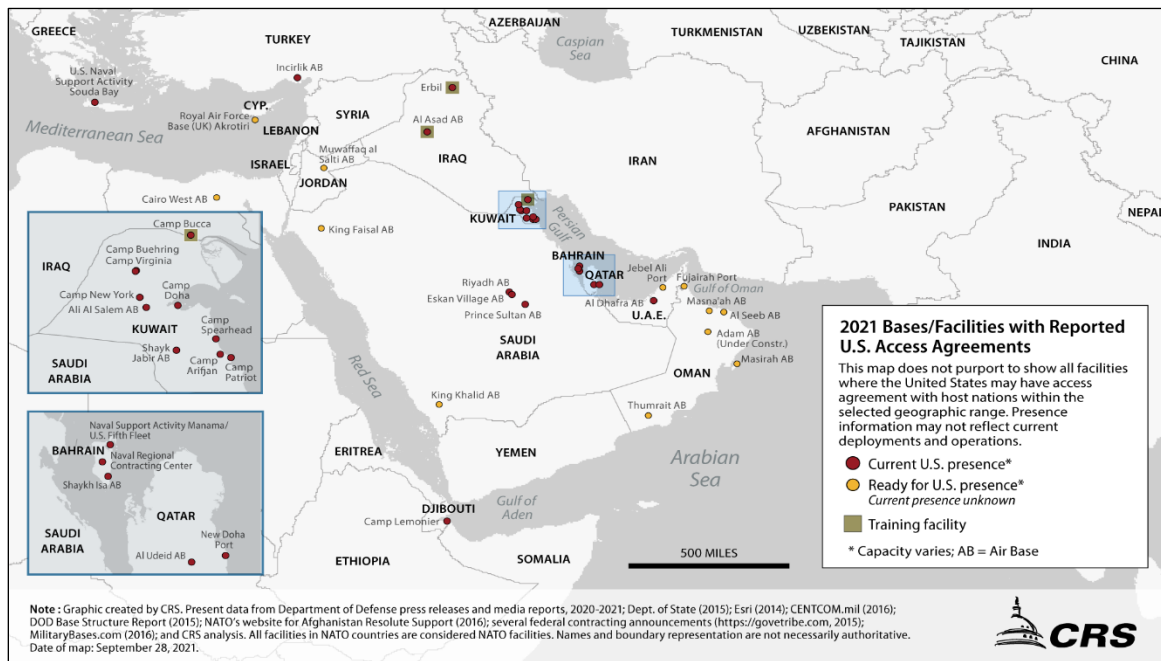 GREECE
TURKEY
AZERBAIJAN
Caspian
Sea
TURKMENISTAN
UZBEKISTAN
TAJIKISTAN
CHINA
U.S. Naval
Support Activity
Souda Bay
Incirlik AB
CYP.
Royal Air Force
Base (UK) Akrotiri
Mediterranean Sea
LEBANON
SYRIA
Erbil
Al Asad AB
IRAQ
IRAN
AFGHANISTAN
ISRAEL
Muwaffaq al
Salti AB
JORDAN
Cairo West AB
King Faisal AB
KUWAIT
Persian
Gulf
PAKISTAN
NEPAL
INDIA
BAHRAIN
QATAR
Jebel Ali
Port
Fujairah Port
Gulf of Oman
Riyadh AB
Eskan Village AB
Prince Sultan AB
Al Dhafra AB
U.A.E.
Masna'ah AB
Al Seeb AB
Adam AB
(Under Constr.)
Masirah AB
SAUDI
ARABIA
OMAN
Red Sea
King Khalid AB
Thumrait AB
YEMEN
ERITREA
Arabian
Sea
Gulf of
Aden
DJIBOUTI
Camp Lemonier
ETHIOPIA
SOMALIA
500 MILES
Camp Bucca
IRAQ
Camp Buehring
Camp Virginia
Camp New York
Ali Al Salem AB
Camp
Doha
KUWAIT
Camp
Spearhead
SAUDI
ARABIA
Shayk
Jabir AB
Camp
Arifjan
Camp
Patriot
Naval Support Activity Manama/
U.S. Fifth Fleet
BAHRAIN
Naval Regional
Contracting Center
Shaykh Isa AB
QATAR
SAUDI
ARABIA
New Doha
Port
Al Udeid AB
2021 Bases/Facilities with Reported
U.S. Access Agreements
This map does not purport to show all facilities
where the United States may have access
agreement with host nations within the
selected geographic range. Presence
information may not reflect current
deployments and operations.
Current U.S. presence*
Ready for U.S. presence*
Current presence unknown
Training facility
* Capacity varies; AB = Air Base
Note : Graphic created by CRS. Present data from Department of Defense press releases and media reports, 2020-2021; Dept. of State (2015); Esri (2014); CENTCOM.mil (2016);
DOD Base Structure Report (2015); NATO's website for Afghanistan Resolute Support (2016); several federal contracting announcements (https://govetribe.com, 2015);
MilitaryBases.com (2016); and CRS analysis. All facilities in NATO countries are considered NATO facilities. Names and boundary representation are not necessarily authoritative.
Date of map: September 28, 2021.
CRS